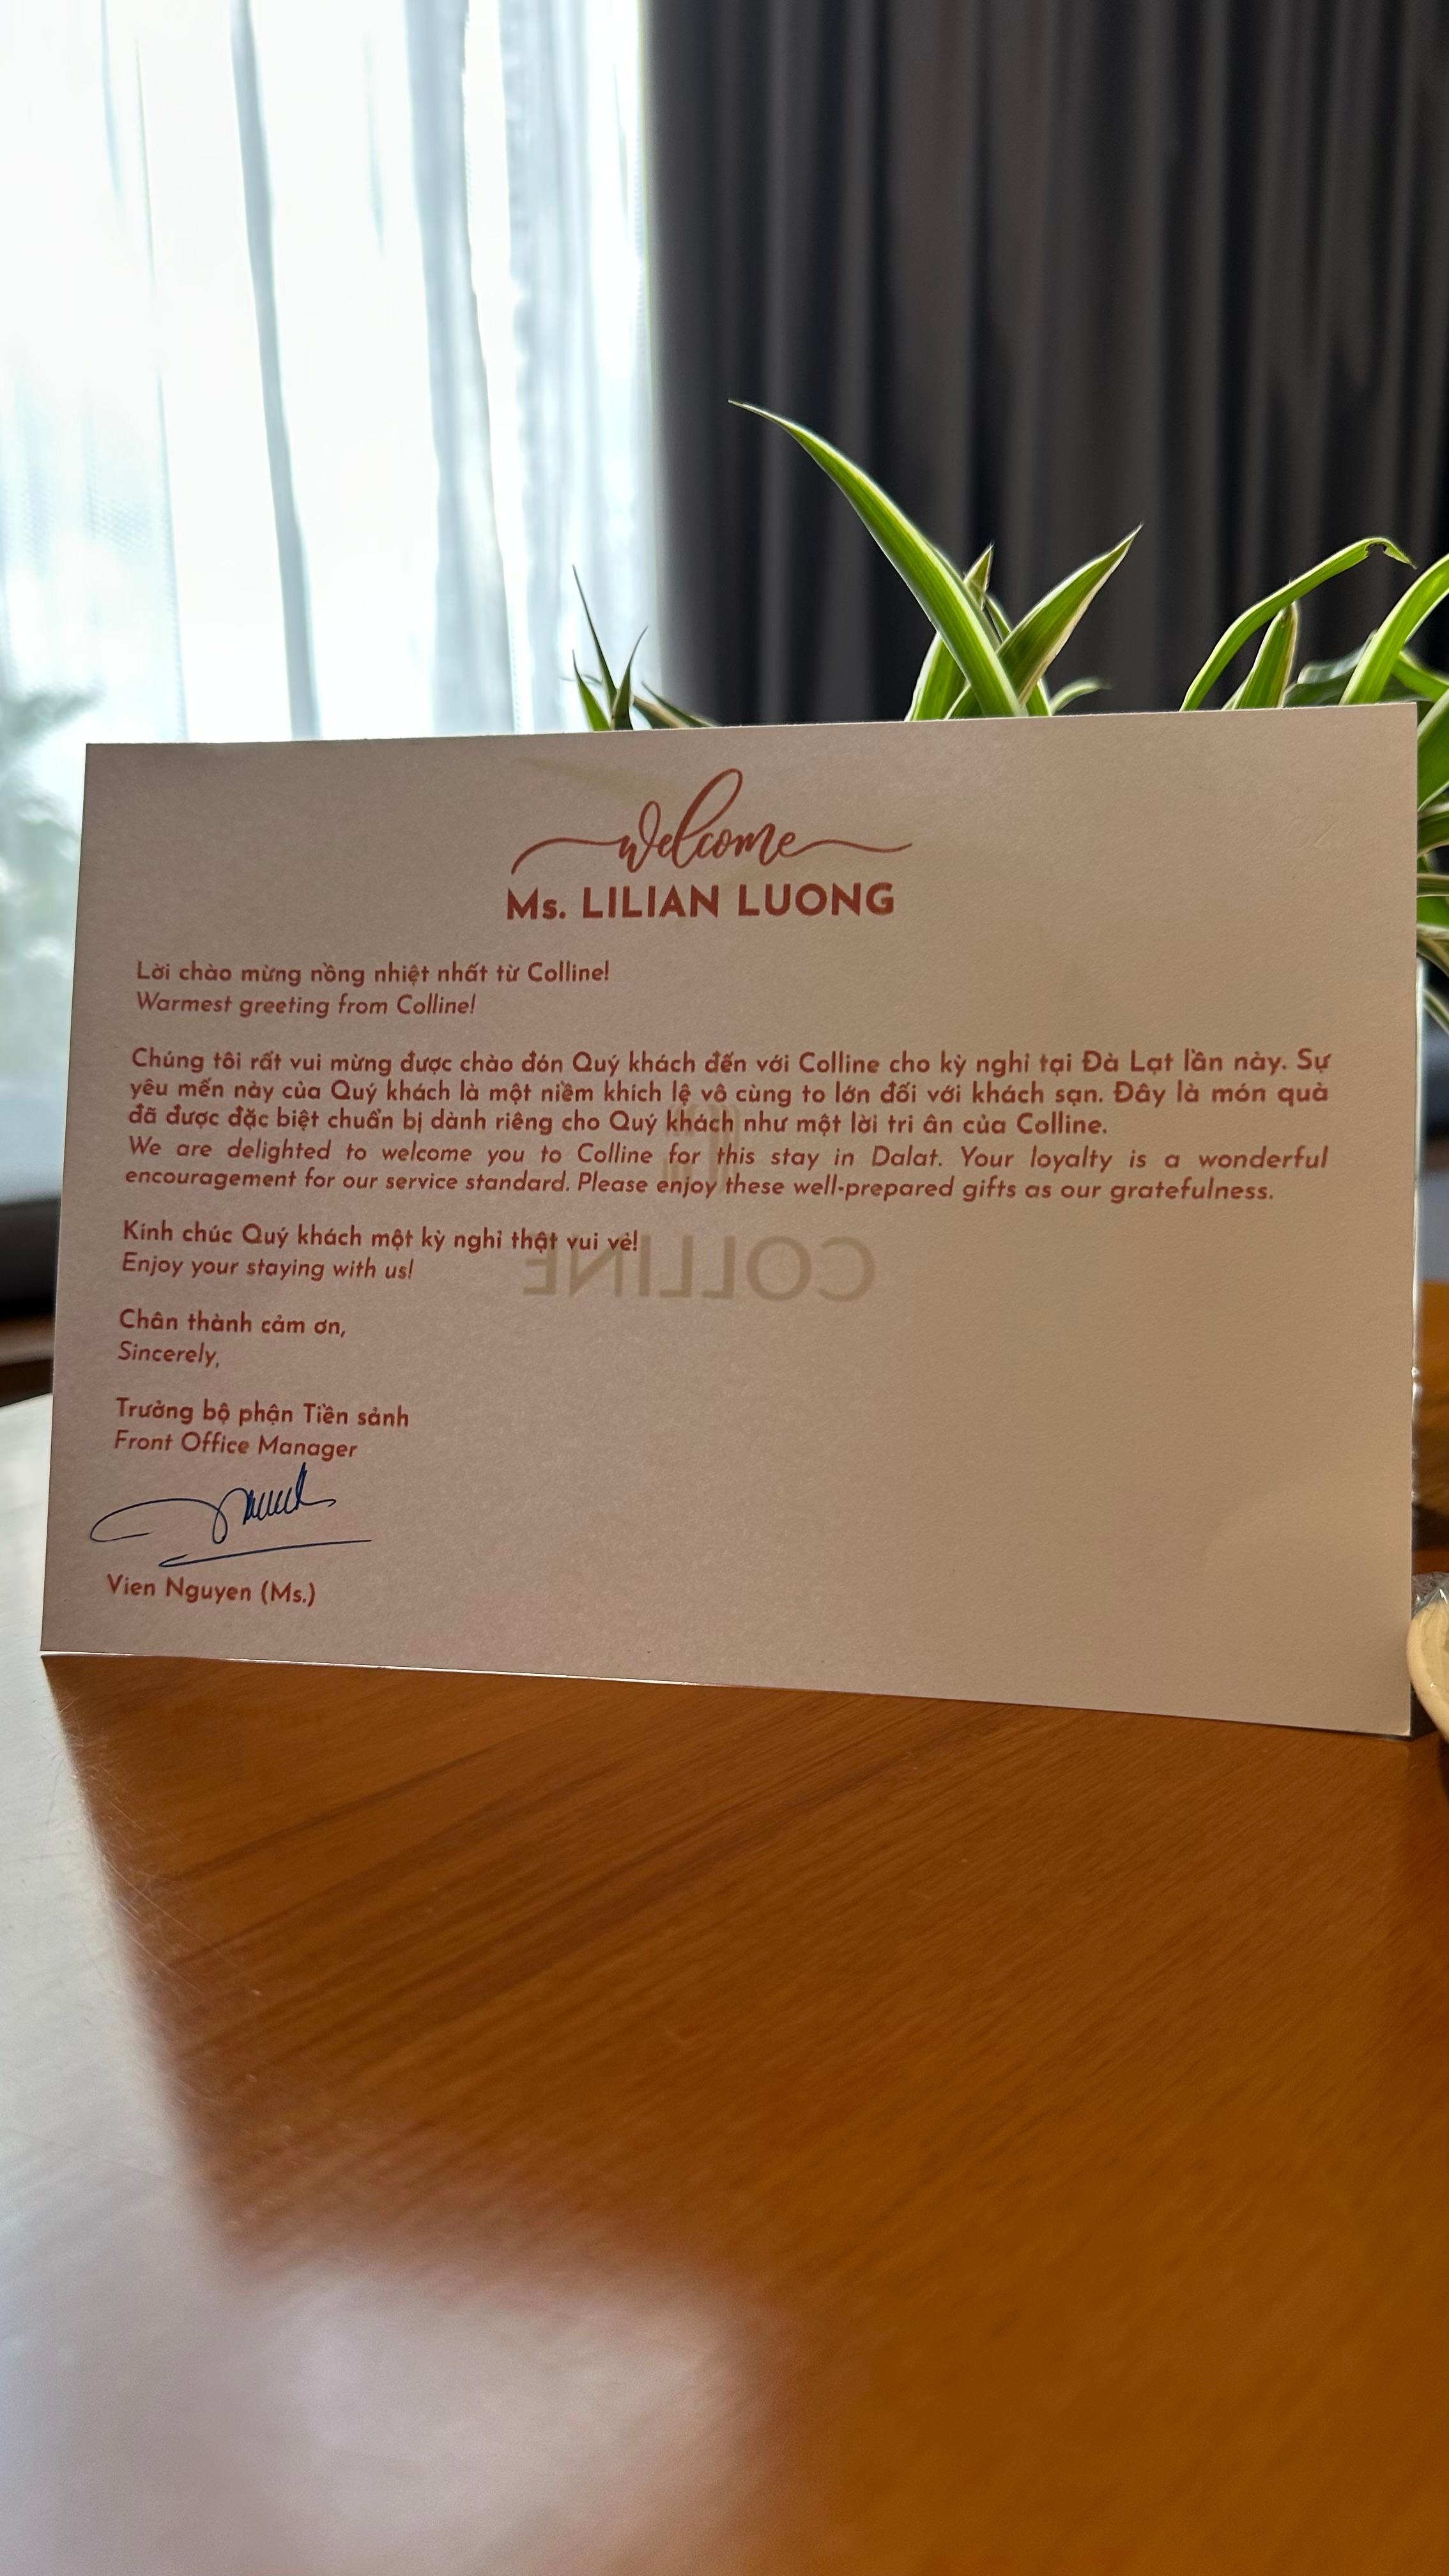 welcome
Ms. LILIAN LUONG
Lời chào mừng nồng nhiệt nhất từ Colline!
Warmest greeting from Colline!
Chúng tôi rất vui mừng được chào đón Quý khách đến với Colline cho kỳ nghỉ tại Đà Lạt lần này. Sự
yêu mến này của Quý khách là một niềm khích lệ vô cùng to lớn đối với khách sạn. Đây là món quà
đã được đặc biệt chuẩn bị dành riêng cho Quý khách như một lời tri ân của Colline.
We are delighted to welcome you to Colline for this stay in Dalat. Your loyalty is a wonderful
encouragement for our service standard. Please enjoy these well-prepared gifts as our gratefulness.
Kính chúc Quý khách một kỳ nghỉ thật vui vẻ!
Enjoy your staying with us!
COLLINE
Chân thành cảm ơn,
Sincerely,
Trưởng bộ phận Tiền sảnh
Front Office Manager
Vien Nguyen (Ms.)